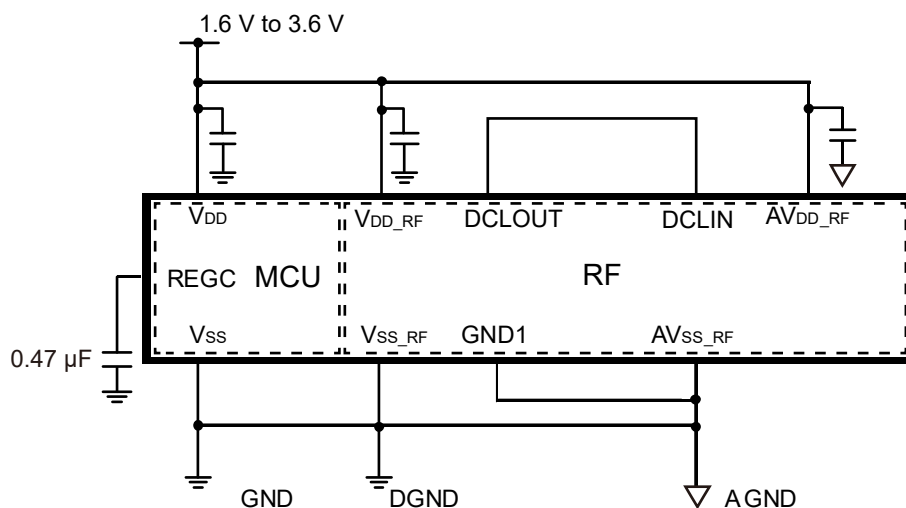 1.6 V to 3.6 V
VDD
VDD_RF
DCLOUT
DCLIN
AVDD_RF
REGC
MCU
RF
VSS
VSS_RF
GND1
AVSS_RF
0.47 µF
GND
DGND
AGND